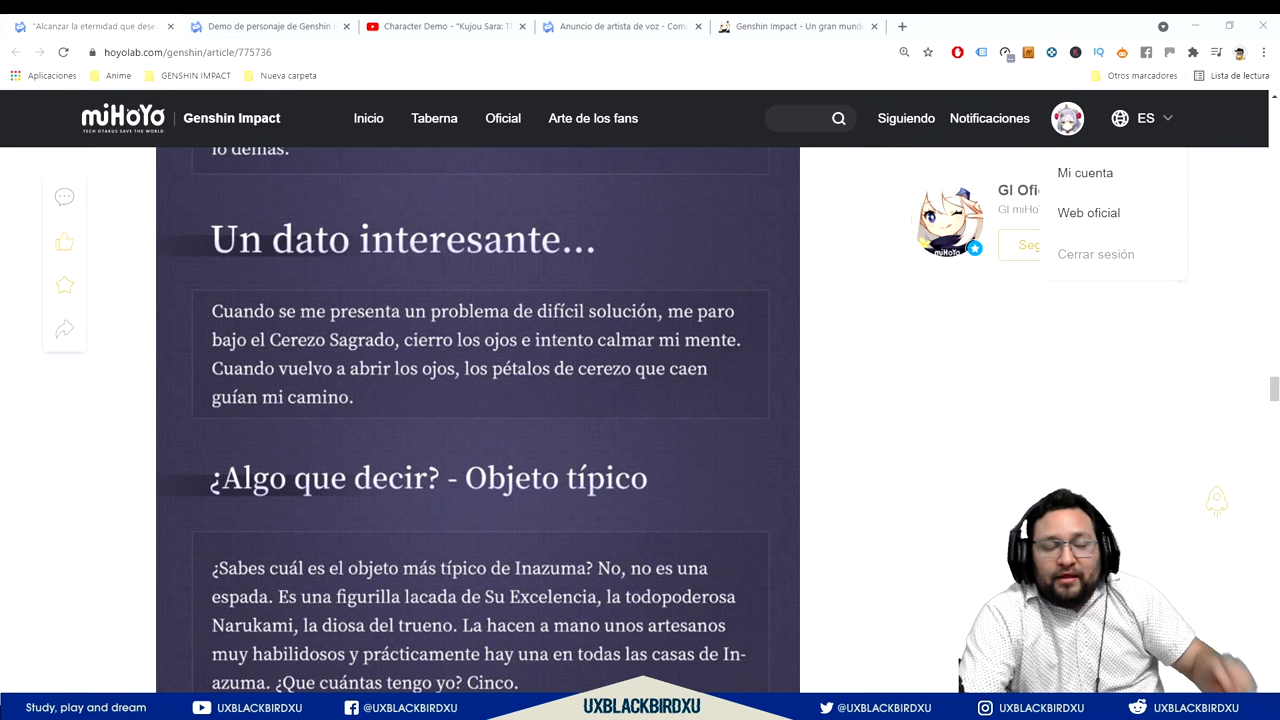 "Alcanzar la eternidad que dese
Demo de personaje de Genshin I
Character Demo - "Kujou Sara: Th
Anuncio de artista de voz - Comu
Genshin Impact - Un gran mundo
hoyolab.com/genshin/article/775736
Aplicaciones
Anime
GENSHIN IMPACT
Nueva carpeta
Otros marcadores
Lista de lectura
miHoYo
TECH OTAKUS SAVE THE WORLD
Genshin Impact
Inicio
Taberna
Oficial
Arte de los fans
Siguiendo
Notificaciones
ES
lo demás.
Mi cuenta
Web oficial
Cerrar sesión
GI Ofi
GI miHo
Seg
miHoYo
Un dato interesante...
Cuando se me presenta un problema de difícil solución, me paro
bajo el Cerezo Sagrado, cierro los ojos e intento calmar mi mente.
Cuando vuelvo a abrir los ojos, los pétalos de cerezo que caen
guían mi camino.
¿Algo que decir? - Objeto típico
¿Sabes cuál es el objeto más típico de Inazuma? No, no es una
espada. Es una figurilla lacada de Su Excelencia, la todopoderosa
Narukami, la diosa del trueno. La hacen a mano unos artesanos
muy habilidosos y prácticamente hay una en todas las casas de In-
azuma. ¿Que cuántas tengo yo? Cinco.
Study, play and dream
UXBLACKBIRDXU
@UXBLACKBIRDXU
UXBLACKBIRDXU
@UXBLACKBIRDXU
UXBLACKBIRDXU
UXBLACKBIRDXU